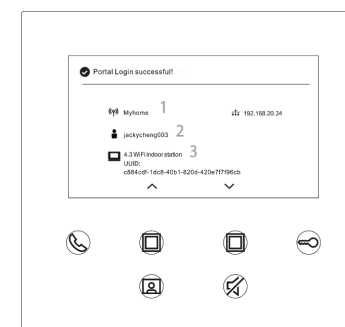 Portal Login successful!
Myhome 1 192.168.20.34
jackycheng003 2
4.3 WiFi indoor station 3
UUID:
c884cdf-1dc8-40b1-820d-420e7f7f96cb